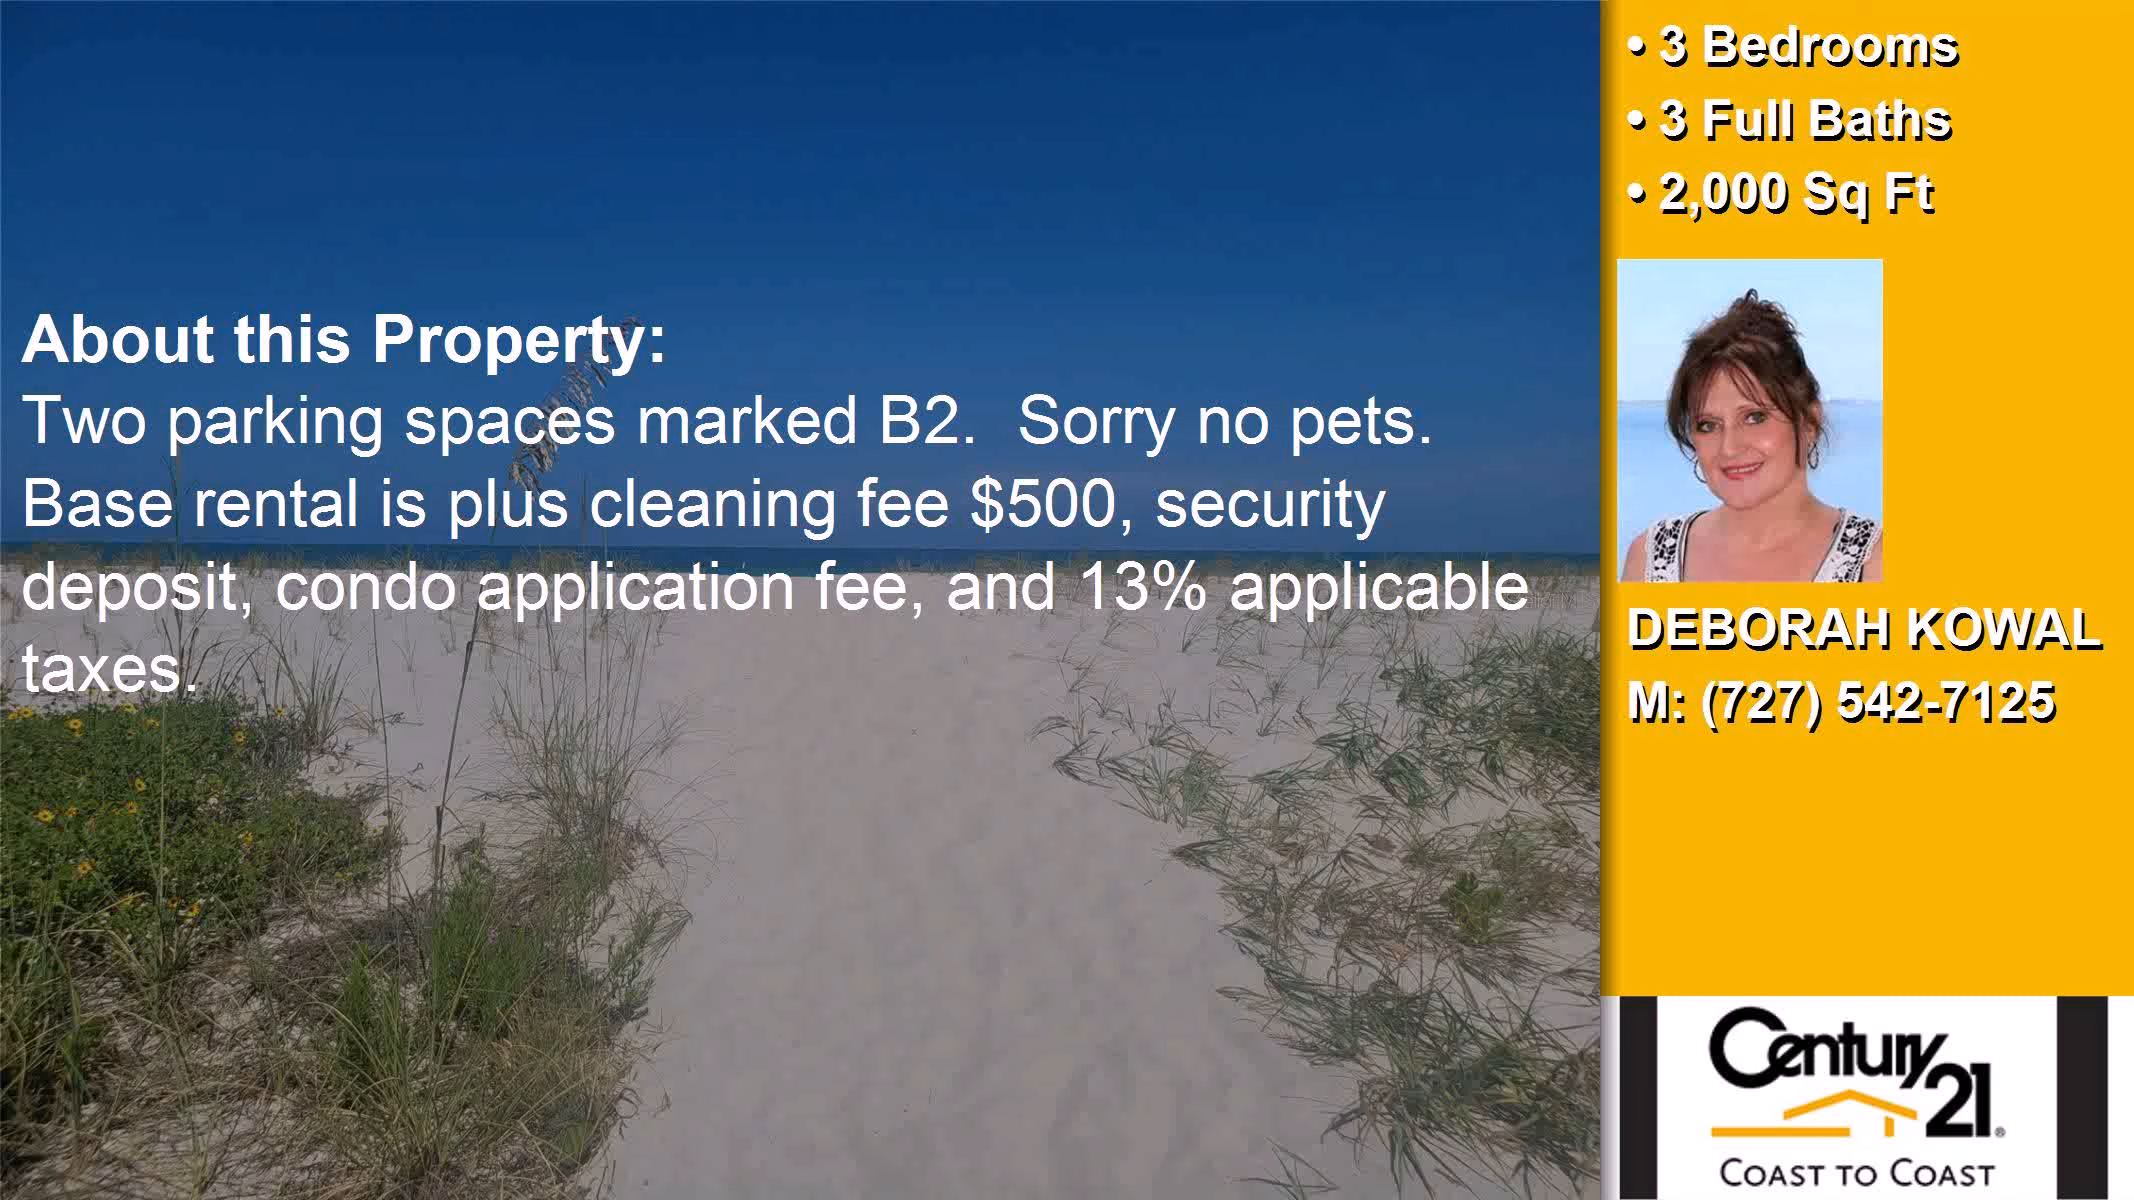 About this Property:
Two parking spaces marked B2.  Sorry no pets.
Base rental is plus cleaning fee $500, security
deposit, condo application fee, and 13% applicable
taxes.
• 3 Bedrooms
• 3 Full Baths
• 2,000 Sq Ft
DEBORAH KOWAL
M: (727) 542-7125
Century
21®
COAST TO COAST